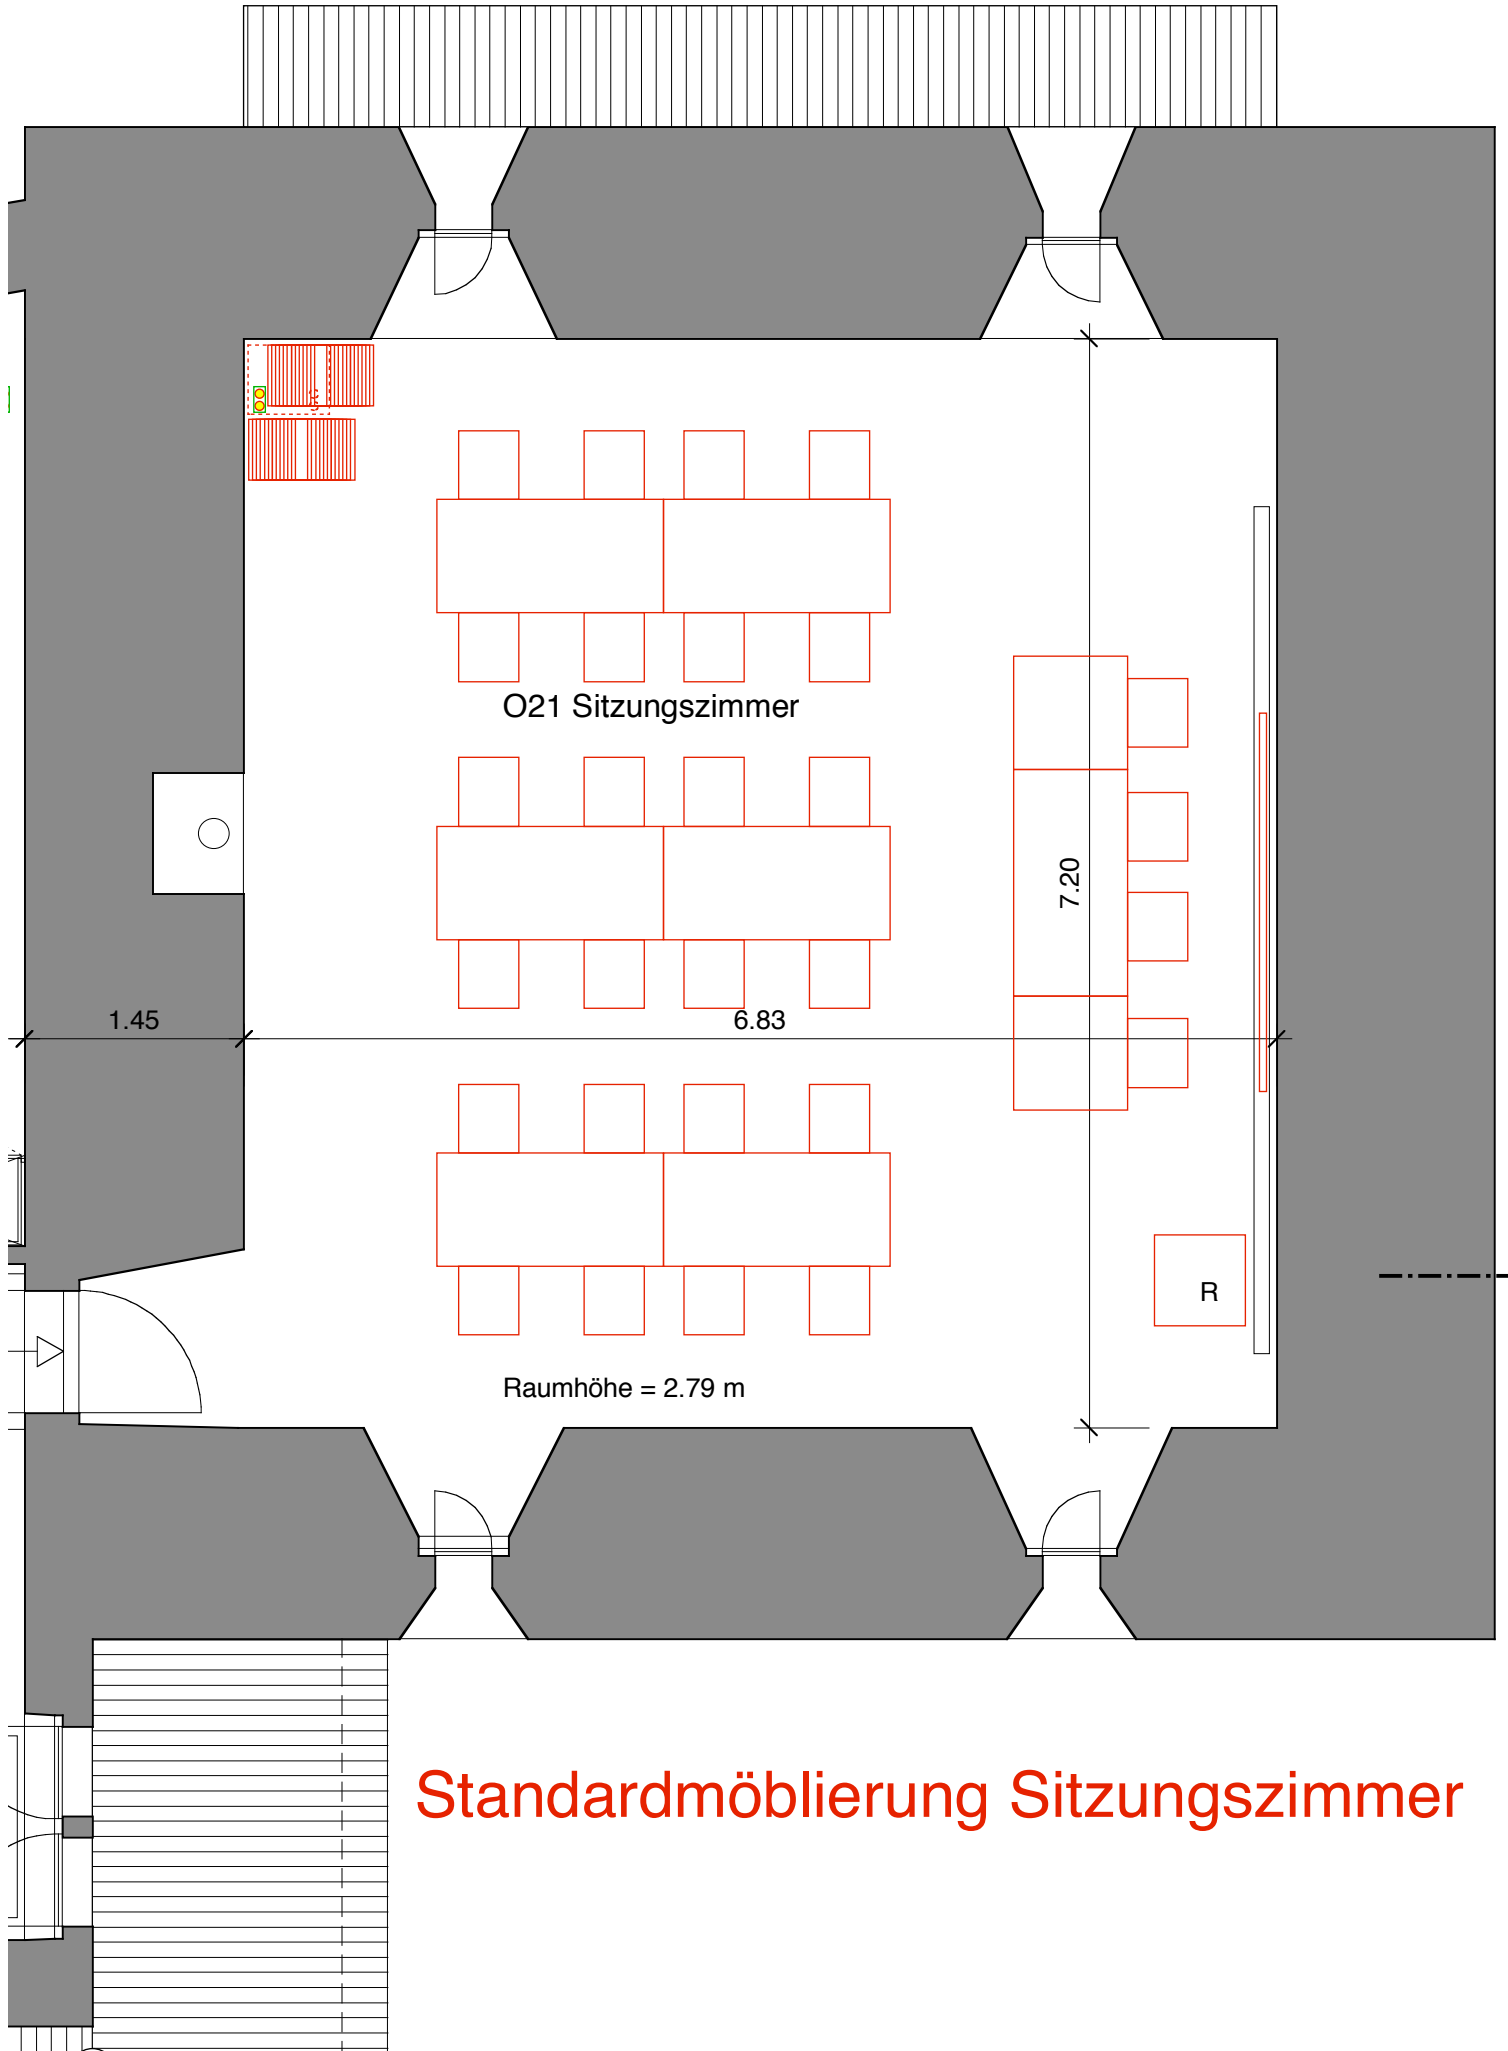 O21 Sitzungszimmer
7.20
1.45
6.83
R
Raumhöhe = 2.79 m
Standardmöblierung Sitzungszimmer